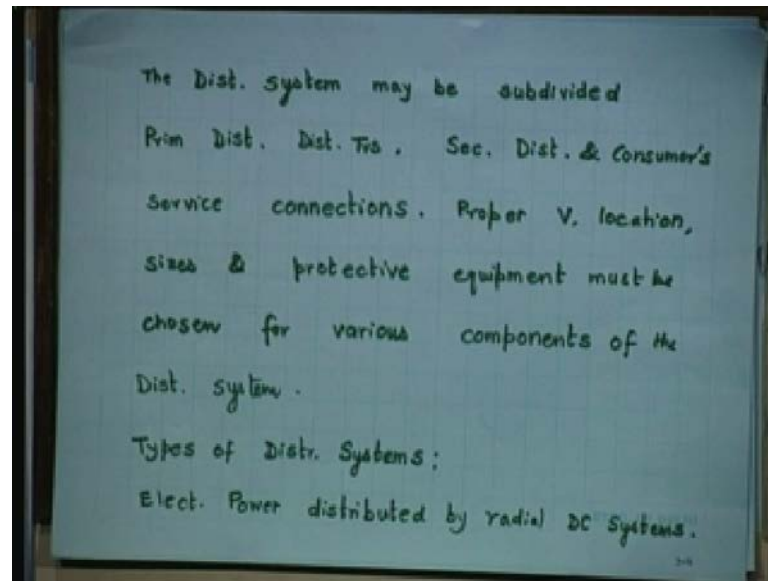 The Dist. system may be subdivided
Prim Dist. Dist. Trs. Sec. Dist. & Consumer's
Service connections. Proper V. location,
sizes & protective equipment must be
chosen for various components of the
Dist. system.
Types of Distr. Systems:
Elect. Power distributed by radial DC Systems.